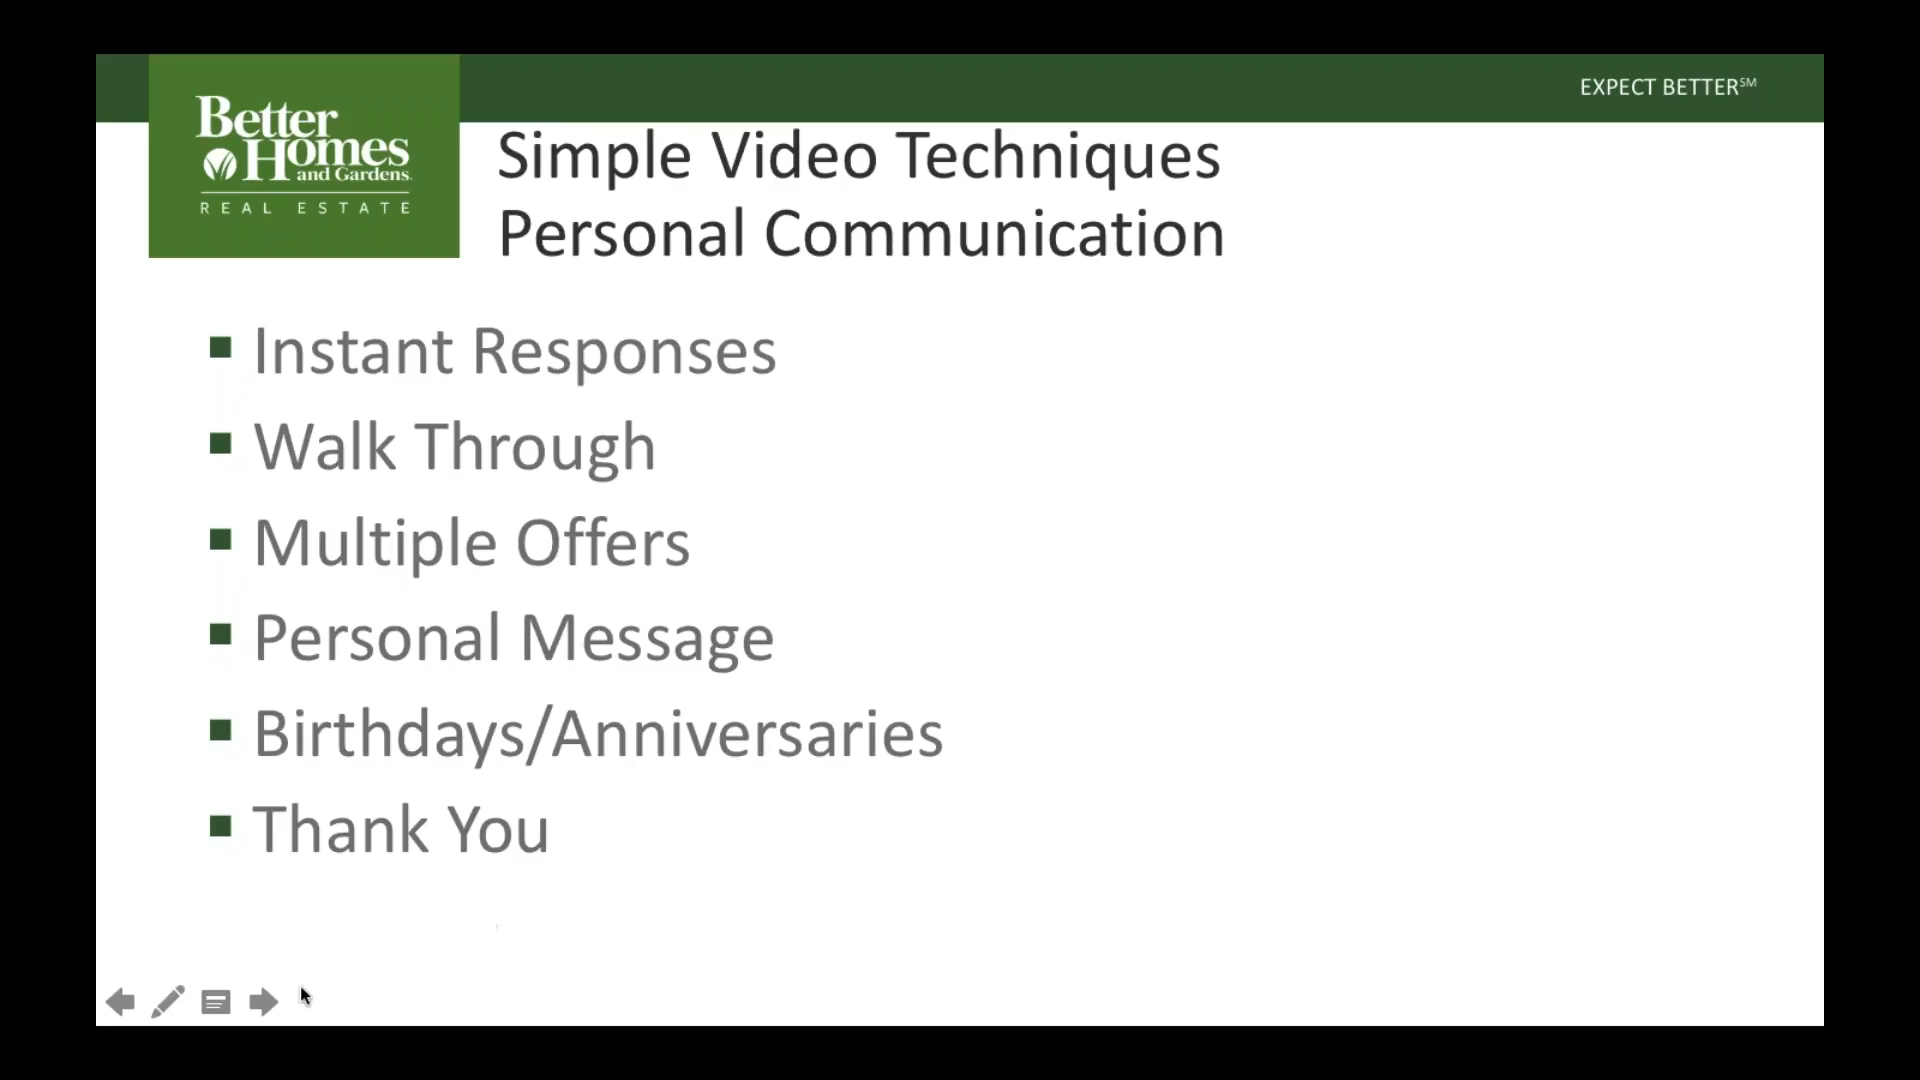 EXPECT BETTER℠
Better
Homes
and Gardens.
REAL ESTATE
Simple Video Techniques
Personal Communication
Instant Responses
Walk Through
Multiple Offers
Personal Message
Birthdays/Anniversaries
Thank You